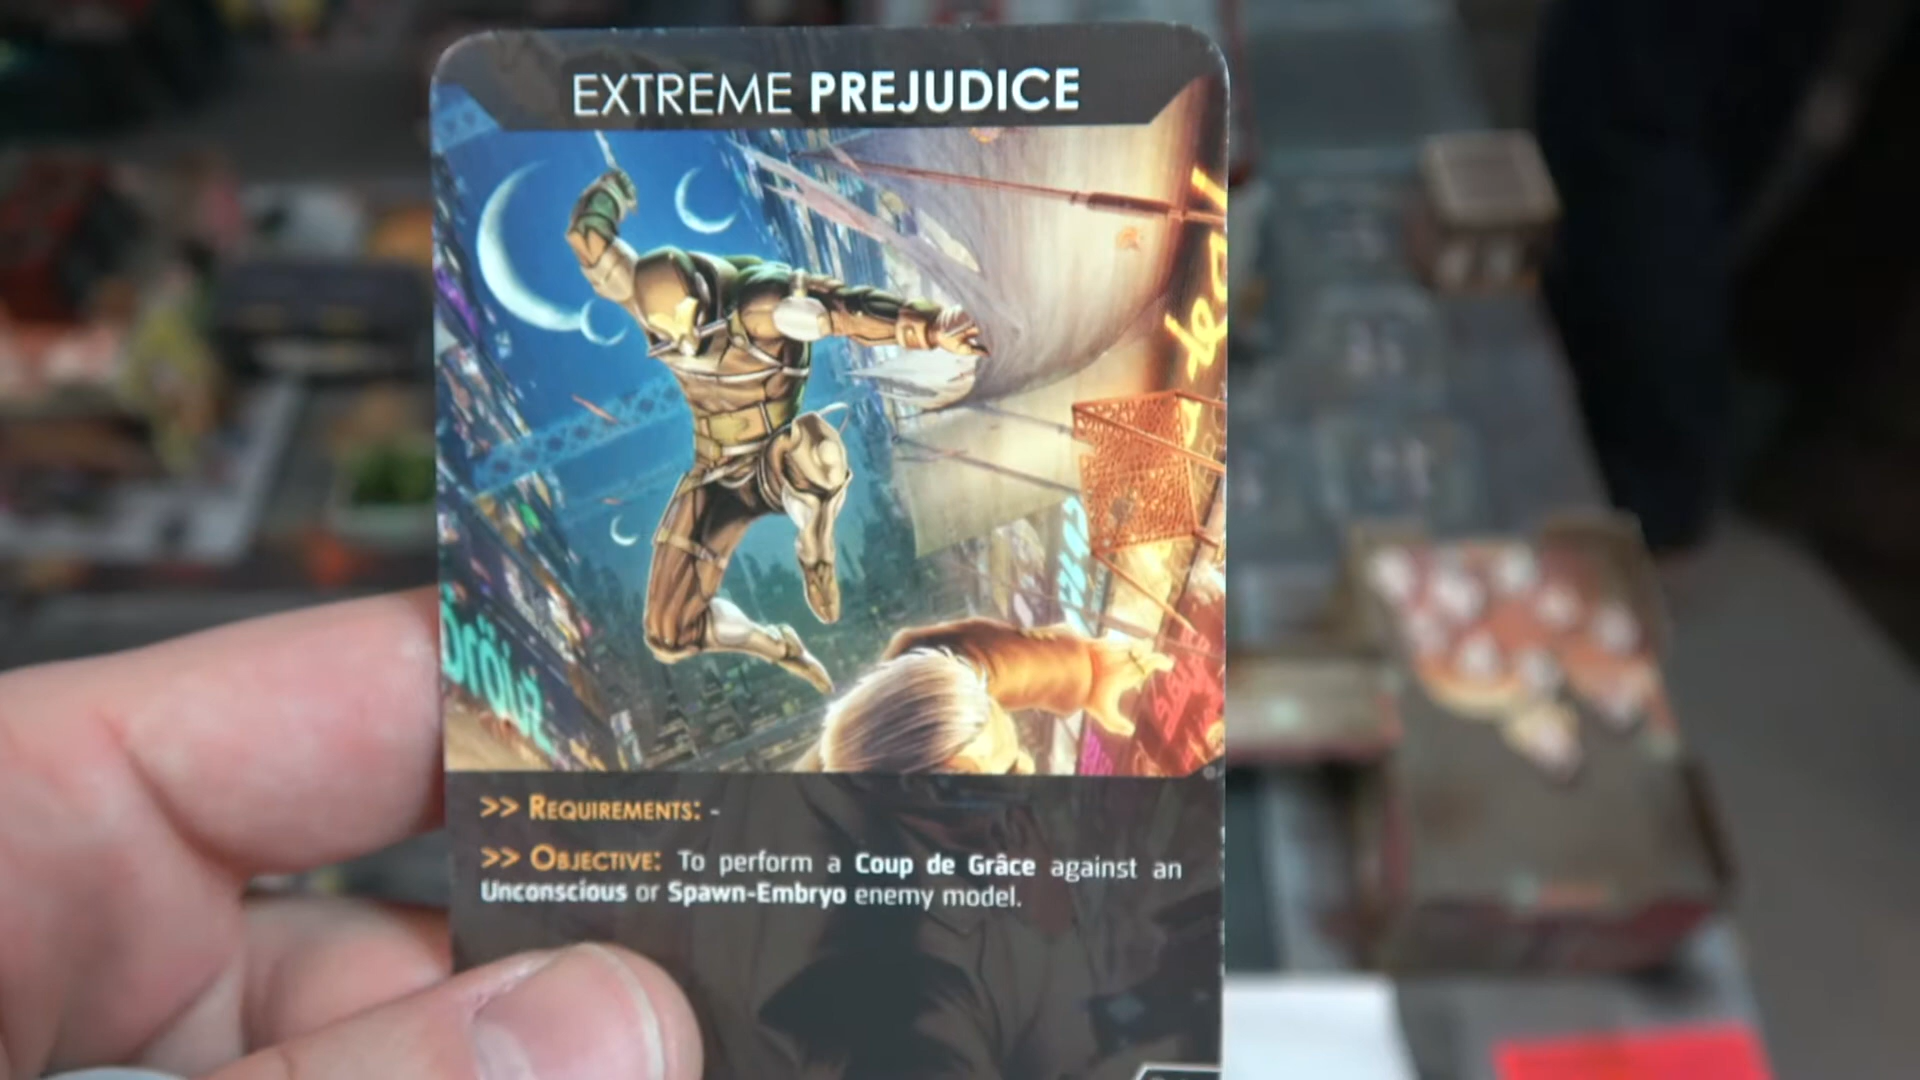 EXTREME PREJUDICE
>> REQUIREMENTS: -
>> OBJECTIVE: To perform a Coup de Grâce against an
Unconscious or Spawn-Embryo enemy model.